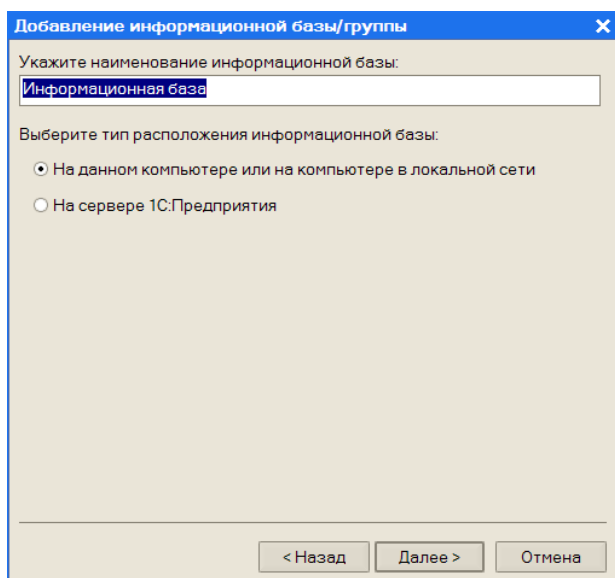 Добавление информационной базы/группы
Укажите наименование информационной базы:
Информационная база
Выберите тип расположения информационной базы:
На данном компьютере или на компьютере в локальной сети
На сервере 1С:Предприятия
< Назад Далее > Отмена